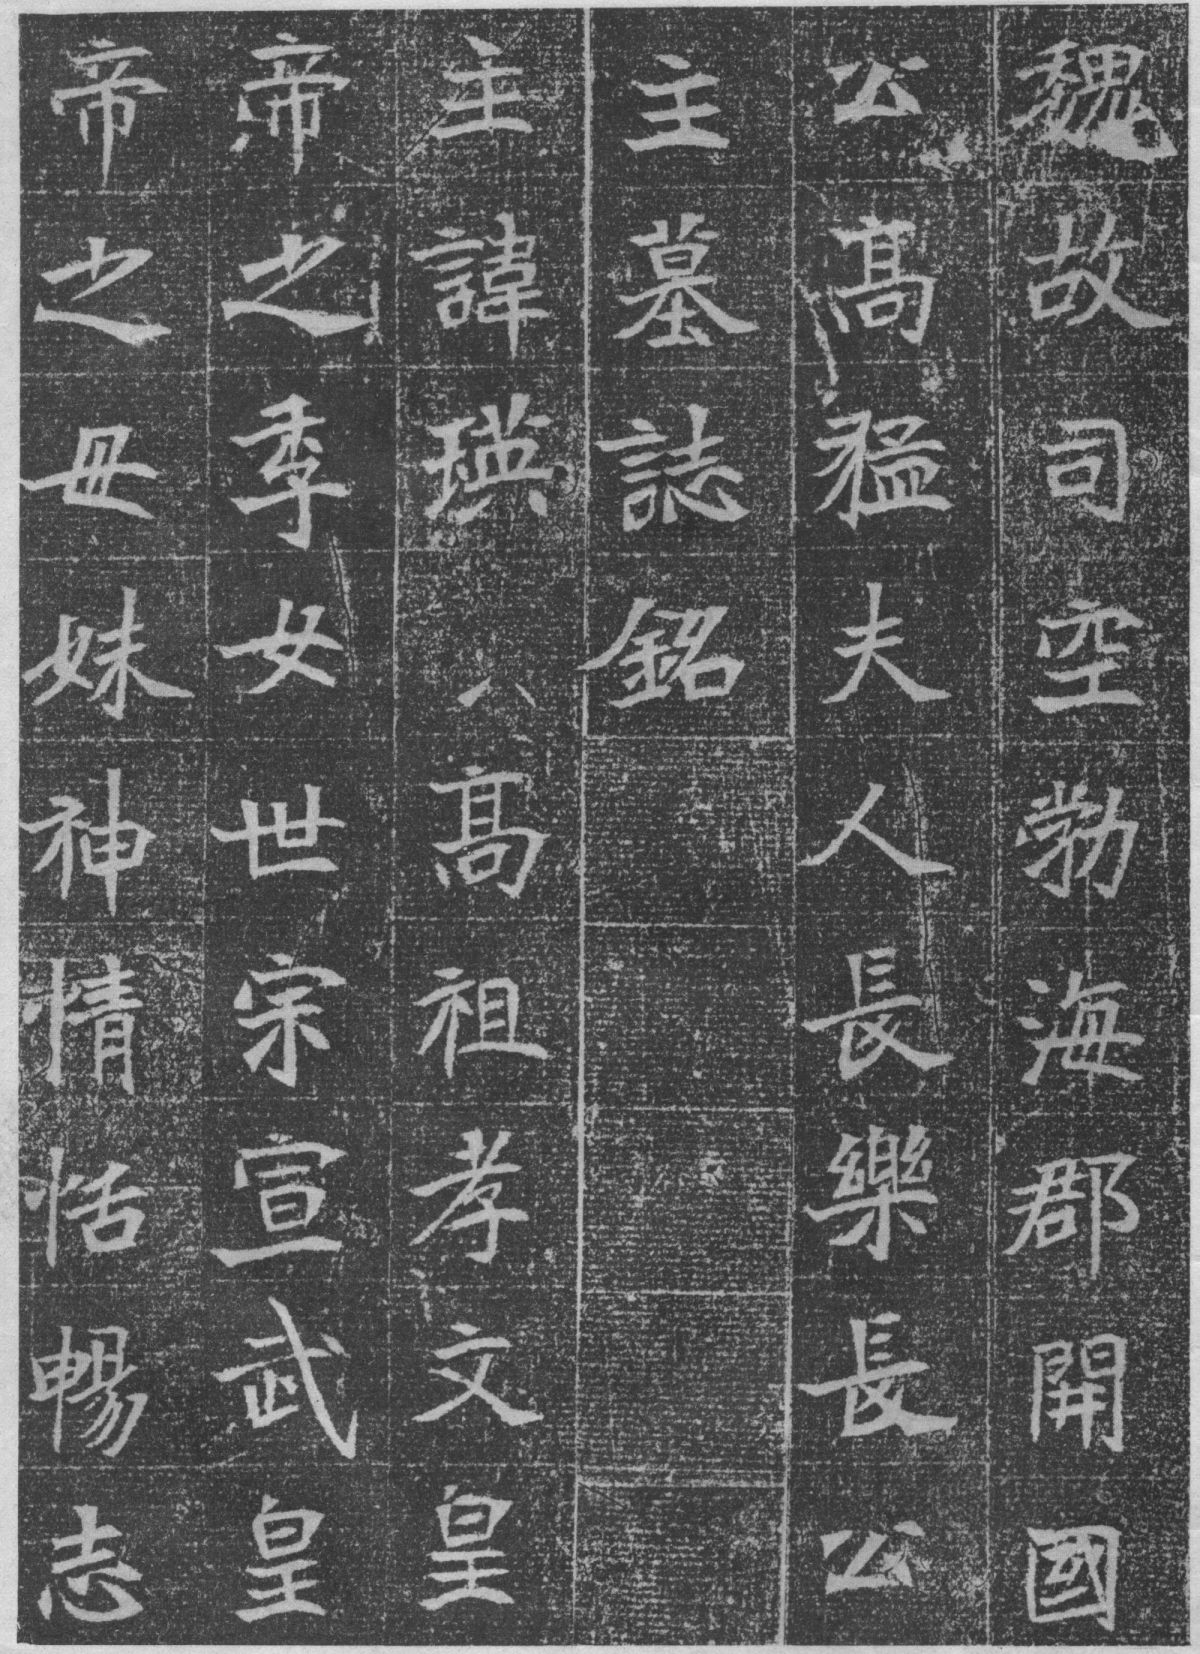 魏故司空勃海郡開國
公髙猛夫人長樂長公
主墓誌銘
主諱瑛髙祖孝文皇
帝之季女世宗宣武皇
帝之母妹神情恬暢志